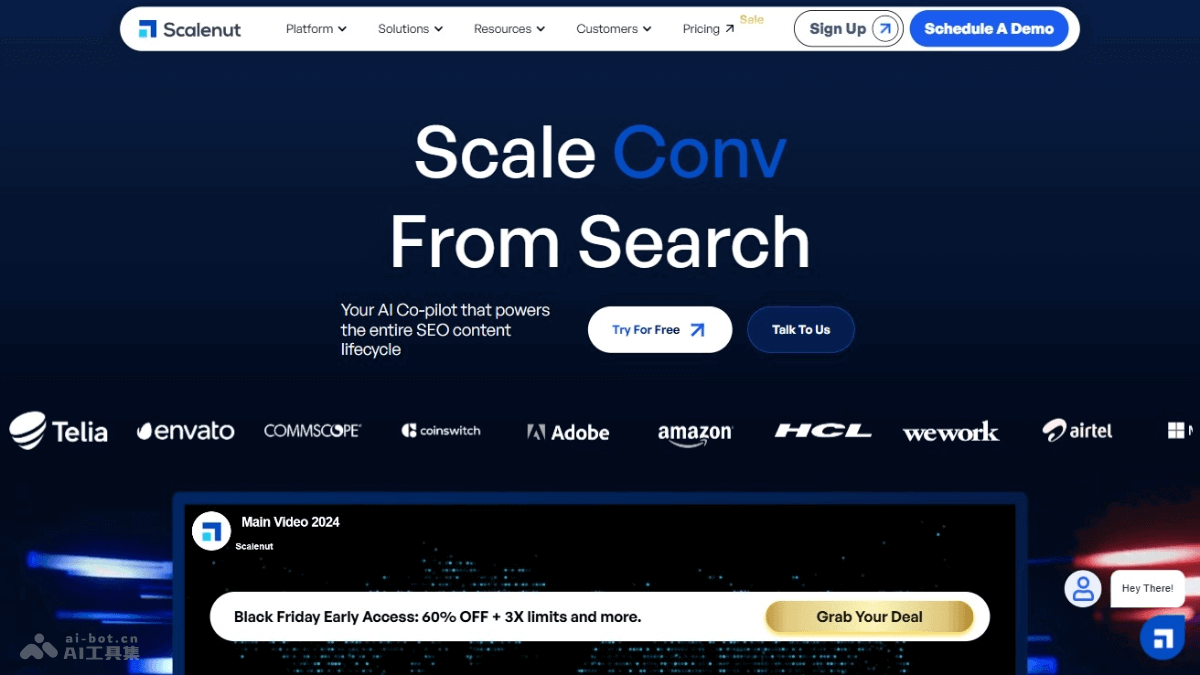 Scalenut
Platform
Solutions
Resources
Customers
Pricing
Sale
Sign Up
Schedule A Demo
Scale Conv
From Search
Your AI Co-pilot that powers
the entire SEO content
lifecycle
Try For Free
Talk To Us
Telia
envato
COMMSCOPE
coinswitch
Adobe
amazon
HCL
wework
airtel
Main Video 2024
Scalenut
Black Friday Early Access: 60% OFF + 3X limits and more.
Grab Your Deal
Hey There!
ai-bot.cn
AI工具集